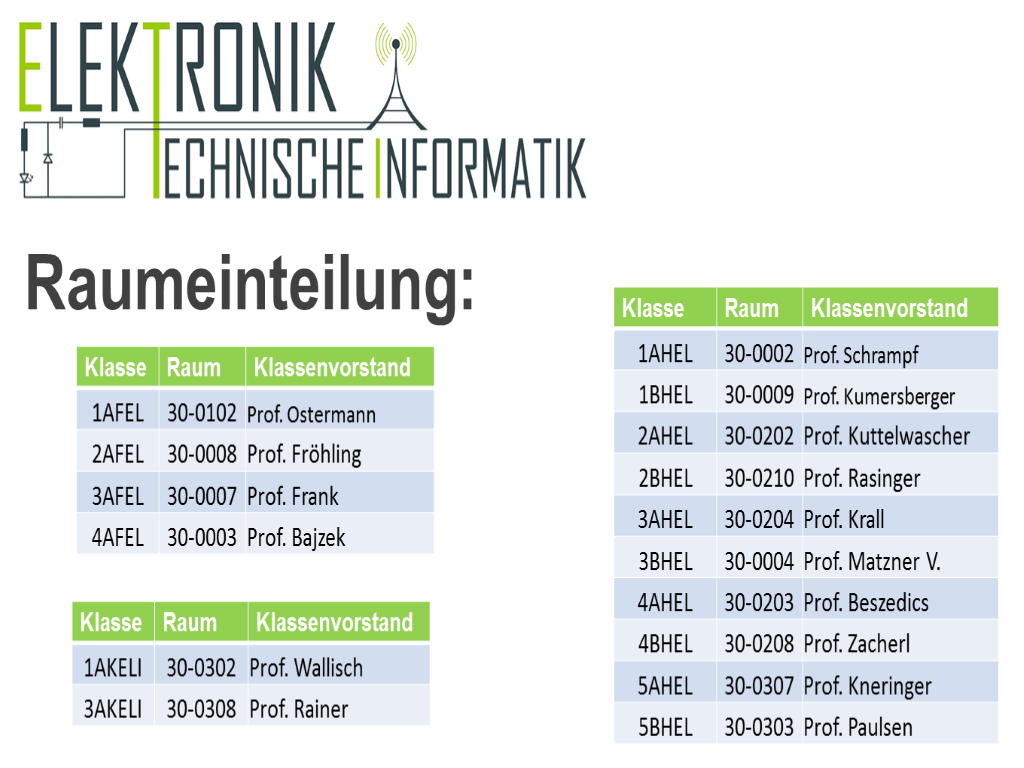 ELEKTRONIK
TECHNISCHE INFORMATIK
Raumeinteilung:
Klasse Raum Klassenvorstand
1AFEL 30-0102 Prof. Ostermann
2AFEL 30-0008 Prof. Fröhling
3AFEL 30-0007 Prof. Frank
4AFEL 30-0003 Prof. Bajzek
Klasse Raum Klassenvorstand
1AKELI 30-0302 Prof. Wallisch
3AKELI 30-0308 Prof. Rainer
Klasse Raum Klassenvorstand
1AHEL 30-0002 Prof. Schrampf
1BHEL 30-0009 Prof. Kumersberger
2AHEL 30-0202 Prof. Kuttelwascher
2BHEL 30-0210 Prof. Rasinger
3AHEL 30-0204 Prof. Krall
3BHEL 30-0004 Prof. Matzner V.
4AHEL 30-0203 Prof. Beszedics
4BHEL 30-0208 Prof. Zacherl
5AHEL 30-0307 Prof. Kneringer
5BHEL 30-0303 Prof. Paulsen